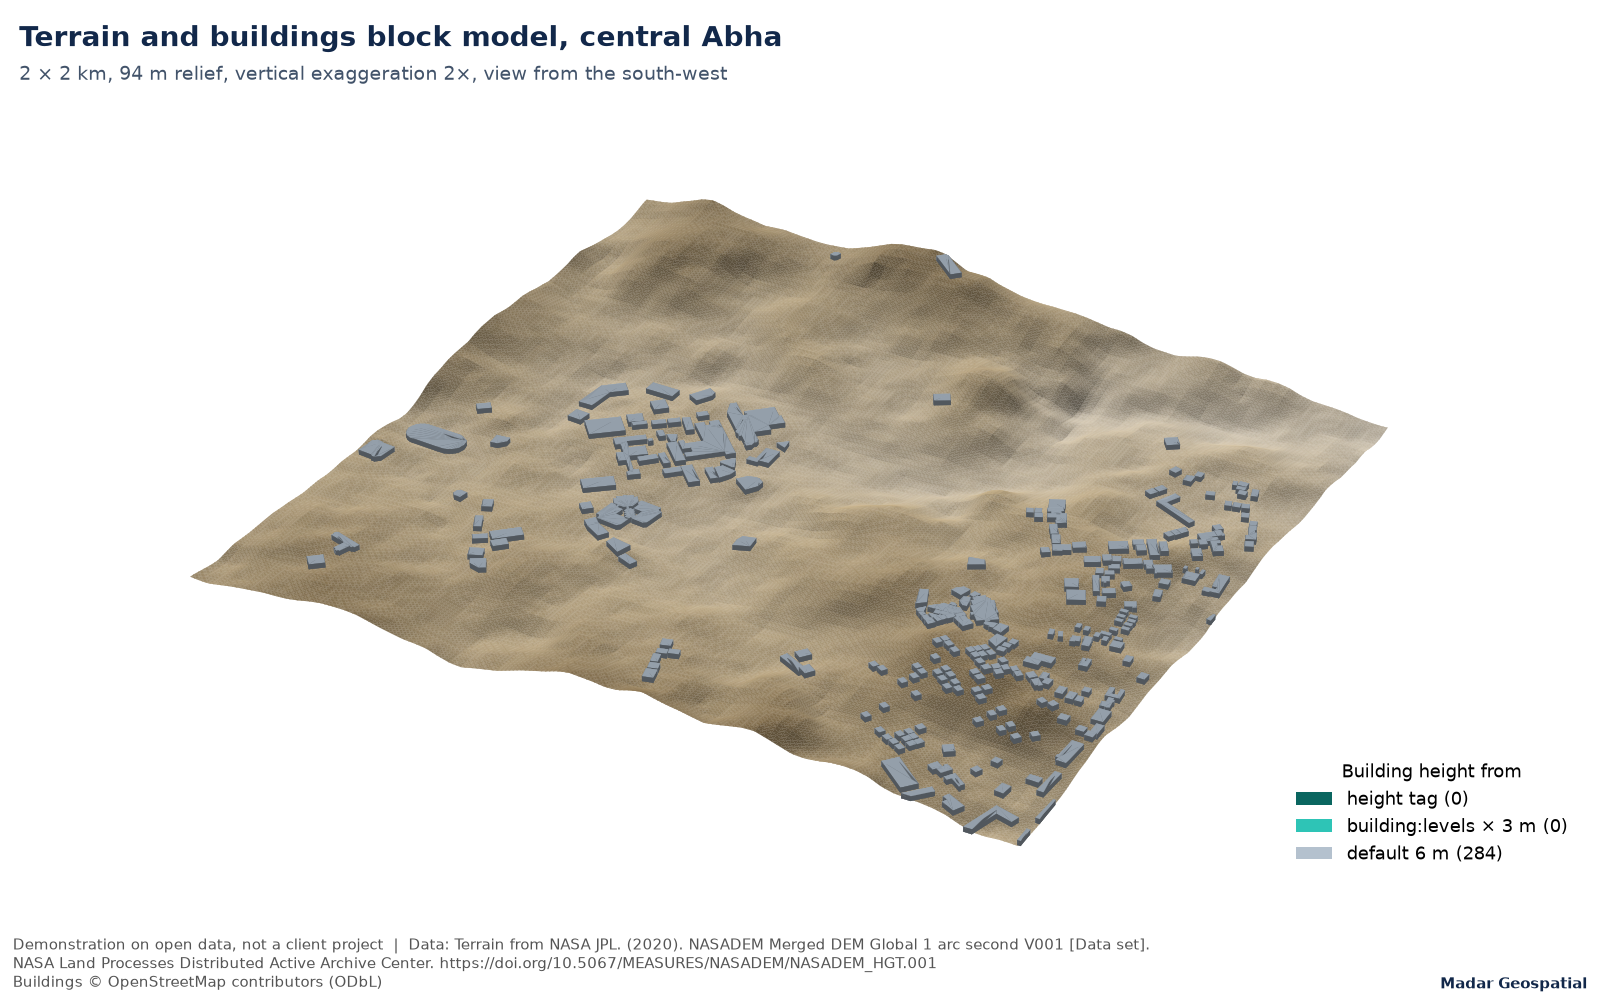 Terrain and buildings block model, central Abha
2 × 2 km, 94 m relief, vertical exaggeration 2×, view from the south-west
Building height from
height tag (0)
building:levels × 3 m (0)
default 6 m (284)
Demonstration on open data, not a client project | Data: Terrain from NASA JPL. (2020). NASADEM Merged DEM Global 1 arc second V001 [Data set].
NASA Land Processes Distributed Active Archive Center. https://doi.org/10.5067/MEASURES/NASADEM/NASADEM_HGT.001
Buildings © OpenStreetMap contributors (ODbL)
Madar Geospatial